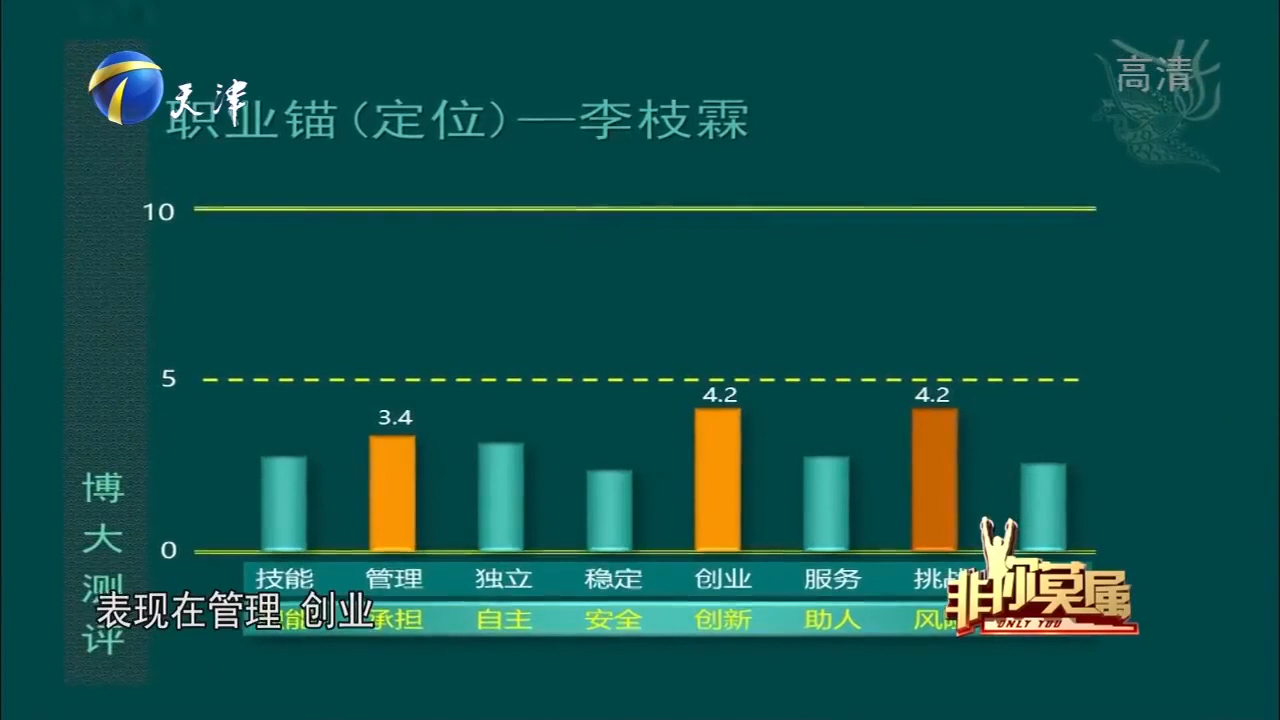 天津
高清
职业锚(定位)—李枝霖
10
5
0
3.4
4.2
4.2
技能 管理 独立 稳定 创业 服务 挑战
能 承担 自主 安全 创新 助人 风险
博大测评
表现在管理 创业
非你莫属
ONLY YOU